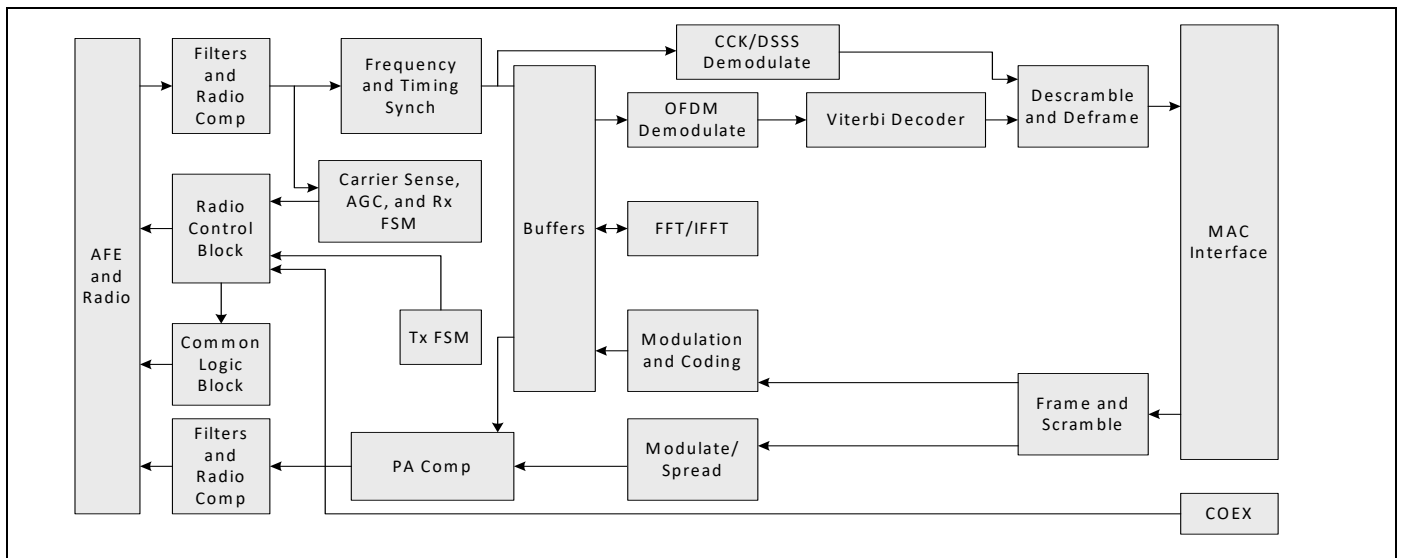 Filters
and
Radio
Comp
Frequency
and Timing
Synch
CCK/DSSS
Demodulate
OFDM
Demodulate
Viterbi Decoder
Descramble
and Deframe
Carrier Sense,
AGC, and Rx
FSM
Radio
Control
Block
Buffers
FFT/IFFT
MAC
Interface
AFE
and
Radio
Tx FSM
Common
Logic
Block
Modulation
and Coding
Frame and
Scramble
Filters
and
Radio
Comp
PA Comp
Modulate/
Spread
COEX